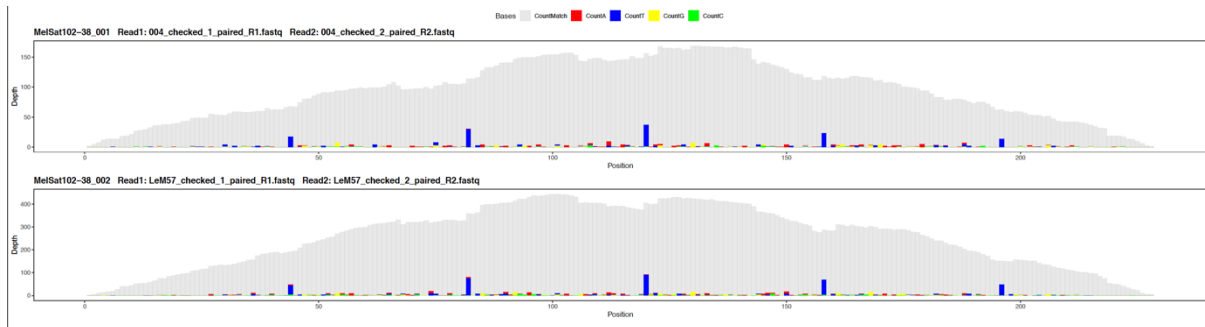 Bases CountMatch CountA CountT CountG CountC
MelSat102-38_001 Read1: 004_checked_1_paired_R1.fastq Read2: 004_checked_2_paired_R2.fastq
Depth
150
100
50
0
0 50 100 150 200
Position
MelSat102-38_002 Read1: LeM57_checked_1_paired_R1.fastq Read2: LeM57_checked_2_paired_R2.fastq
Depth
400
300
200
100
0
0 50 100 150 200
Position